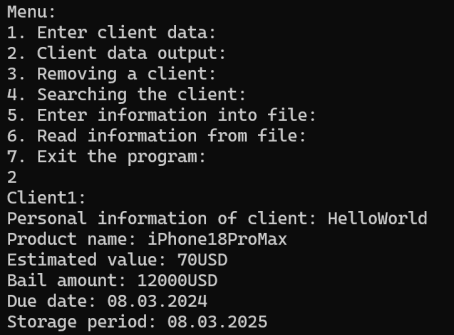 Menu:
1. Enter client data:
2. Client data output:
3. Removing a client:
4. Searching the client:
5. Enter information into file:
6. Read information from file:
7. Exit the program:
2
Client1:
Personal information of client: HelloWorld
Product name: iPhone18ProMax
Estimated value: 70USD
Bail amount: 12000USD
Due date: 08.03.2024
Storage period: 08.03.2025